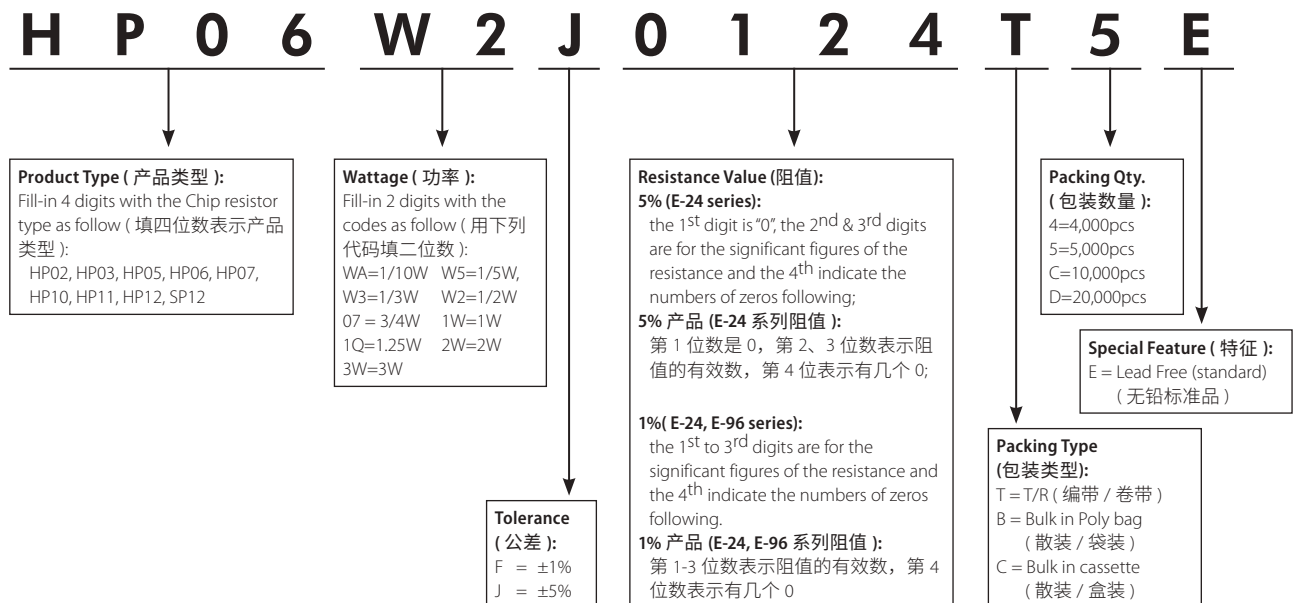 H P 0 6 W 2 J 0 1 2 4 T 5 E
Product Type ( 产品类型 ):
Fill-in 4 digits with the Chip resistor
type as follow ( 填四位数表示产品
类型 ):
HP02, HP03, HP05, HP06, HP07,
HP10, HP11, HP12, SP12
Wattage ( 功率 ):
Fill-in 2 digits with the
codes as follow ( 用下列
代码填二位数 ):
WA=1/10W W5=1/5W,
W3=1/3W W2=1/2W
07 = 3/4W 1W=1W
1Q=1.25W 2W=2W
3W=3W
Tolerance
( 公差 ):
F = ±1%
J = ±5%
Resistance Value (阻值):
5% (E-24 series):
the 1st digit is "0", the 2nd & 3rd digits
are for the significant figures of the
resistance and the 4th indicate the
numbers of zeros following;
5% 产品 (E-24 系列阻值 ):
第 1 位数是 0，第 2、3 位数表示阻
值的有效数，第 4 位表示有几个 0;
1%( E-24, E-96 series):
the 1st to 3rd digits are for the
significant figures of the resistance and
the 4th indicate the numbers of zeros
following.
1% 产品 (E-24, E-96 系列阻值 ):
第 1-3 位数表示阻值的有效数，第 4
位数表示有几个 0
Packing Type
(包装类型):
T = T/R ( 编带 / 卷带 )
B = Bulk in Poly bag
( 散装 / 袋装 )
C = Bulk in cassette
( 散装 / 盒装 )
Packing Qty.
( 包装数量 ):
4=4,000pcs
5=5,000pcs
C=10,000pcs
D=20,000pcs
Special Feature ( 特征 ):
E = Lead Free (standard)
( 无铅标准品 )